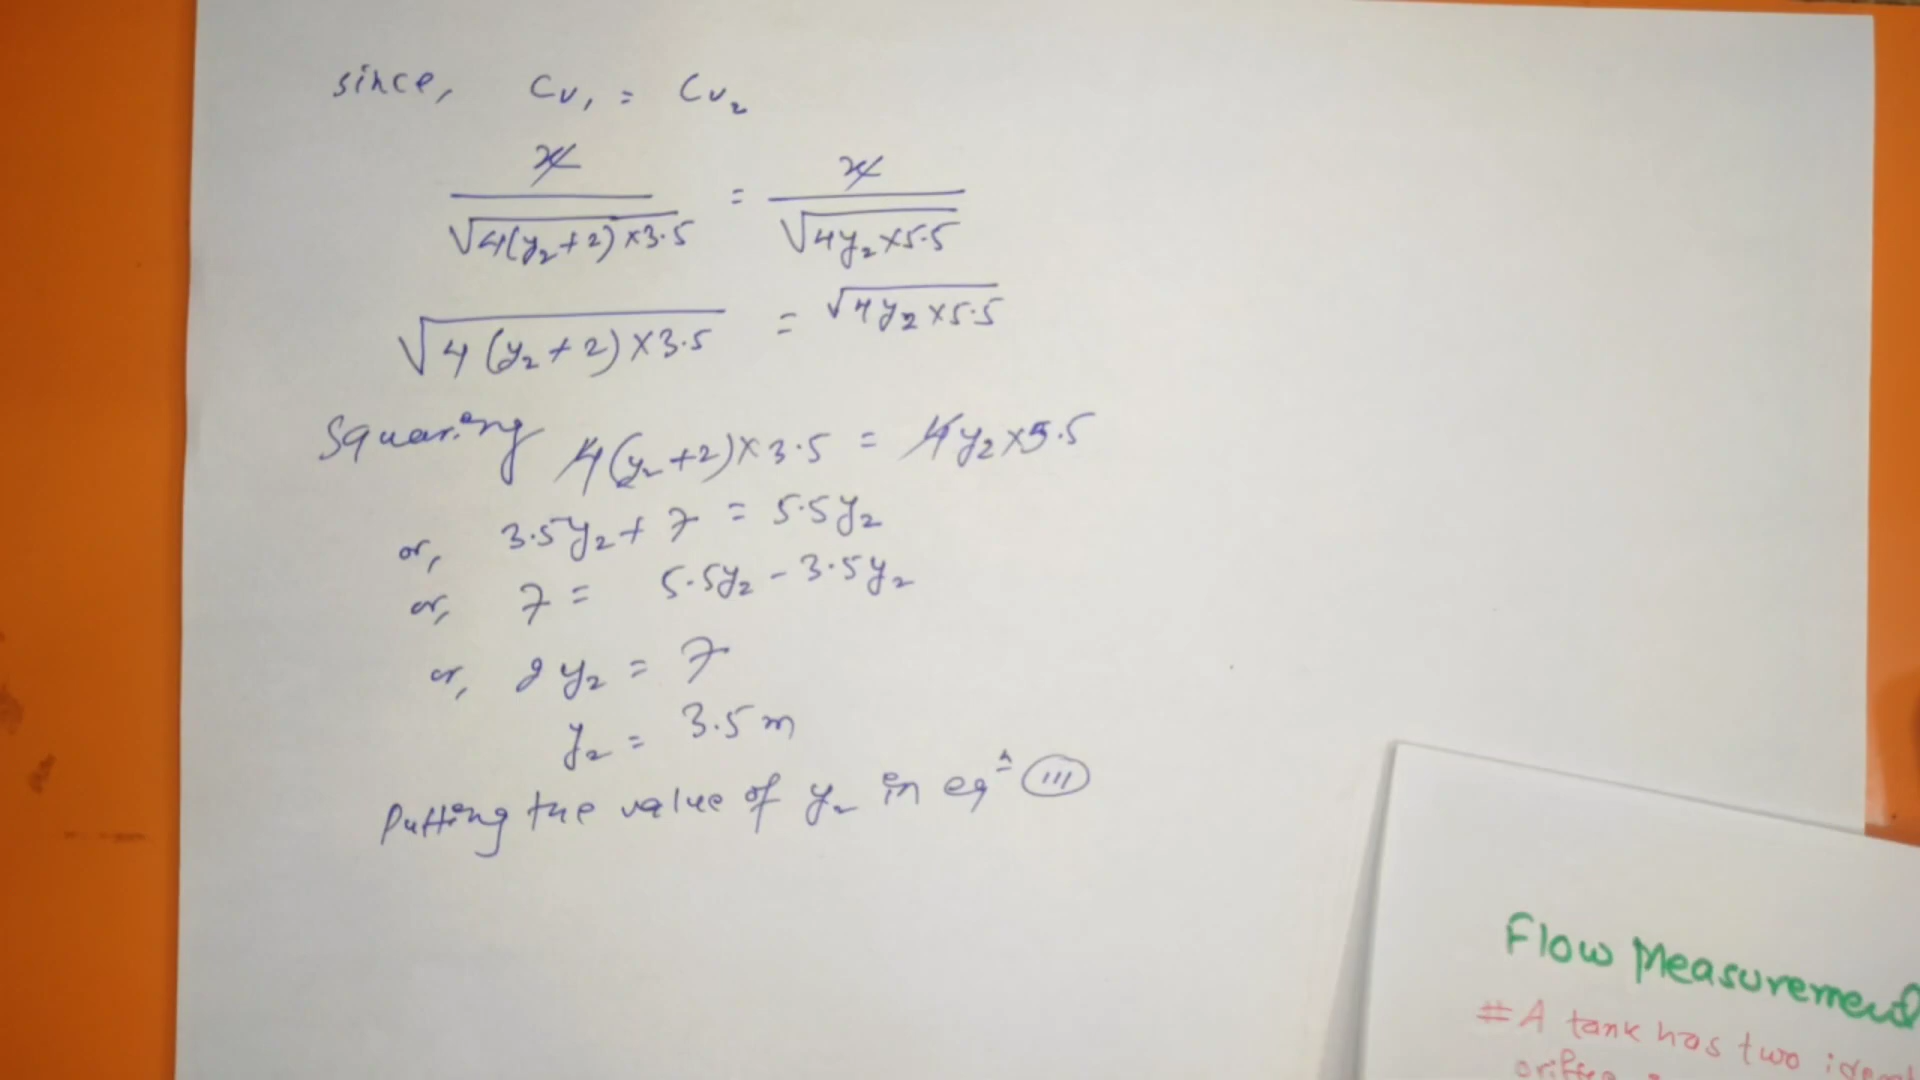 since, Cv₁ = Cv₂
x / √4(y₂+2)×3.5 = x / √4y₂×5.5
√4(y₂+2)×3.5 = √4y₂×5.5
Squaring 4(y₂+2)×3.5 = 4y₂×5.5
or, 3.5y₂+7 = 5.5y₂
or, 7 = 5.5y₂-3.5y₂
or, 2y₂ = 7
y₂ = 3.5m
Putting the value of y₂ in eqⁿ (III)
Flow Measurement
#A tank has two